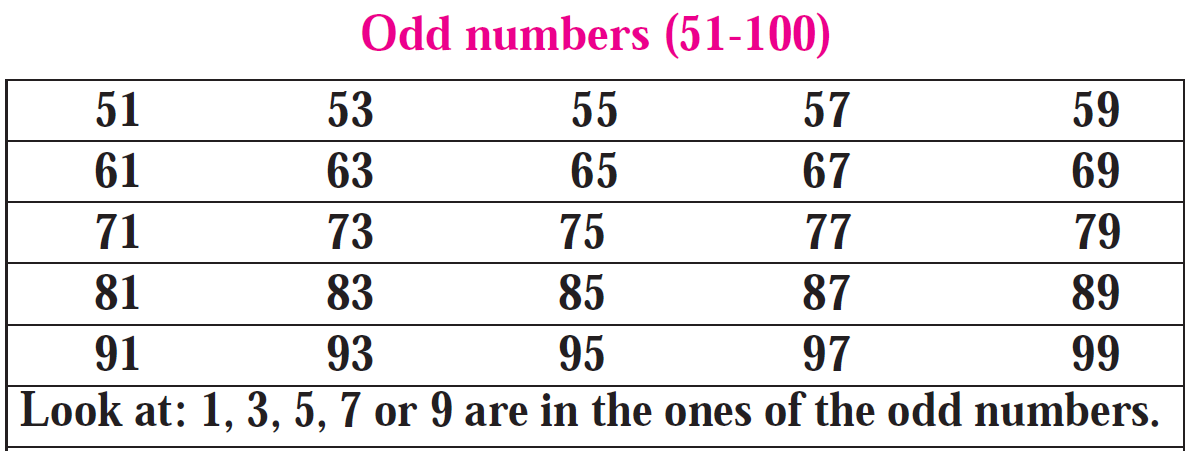 Odd numbers (51-100)
51 53 55 57 59
61 63 65 67 69
71 73 75 77 79
81 83 85 87 89
91 93 95 97 99
Look at: 1, 3, 5, 7 or 9 are in the ones of the odd numbers.